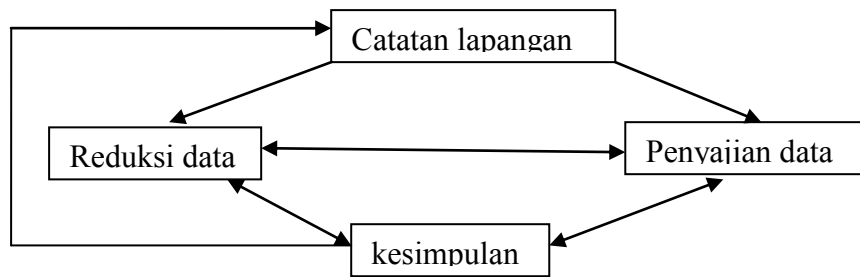 Catatan lapangan
Reduksi data
Penyajian data
kesimpulan